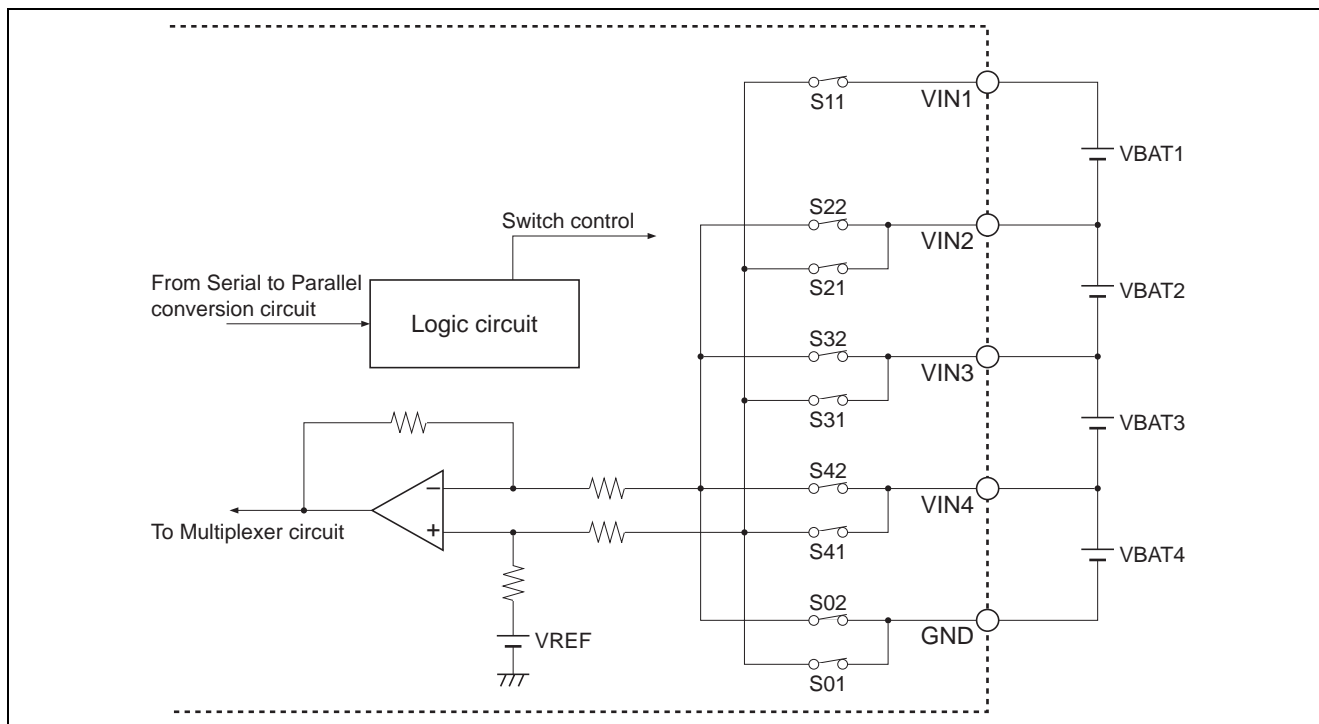 S11
VIN1
VBAT1
S22
Switch control
VIN2
From Serial to Parallel
conversion circuit
S21
VBAT2
Logic circuit
S32
VIN3
S31
VBAT3
S42
−
VIN4
To Multiplexer circuit
+
S41
VBAT4
S02
VREF
GND
S01